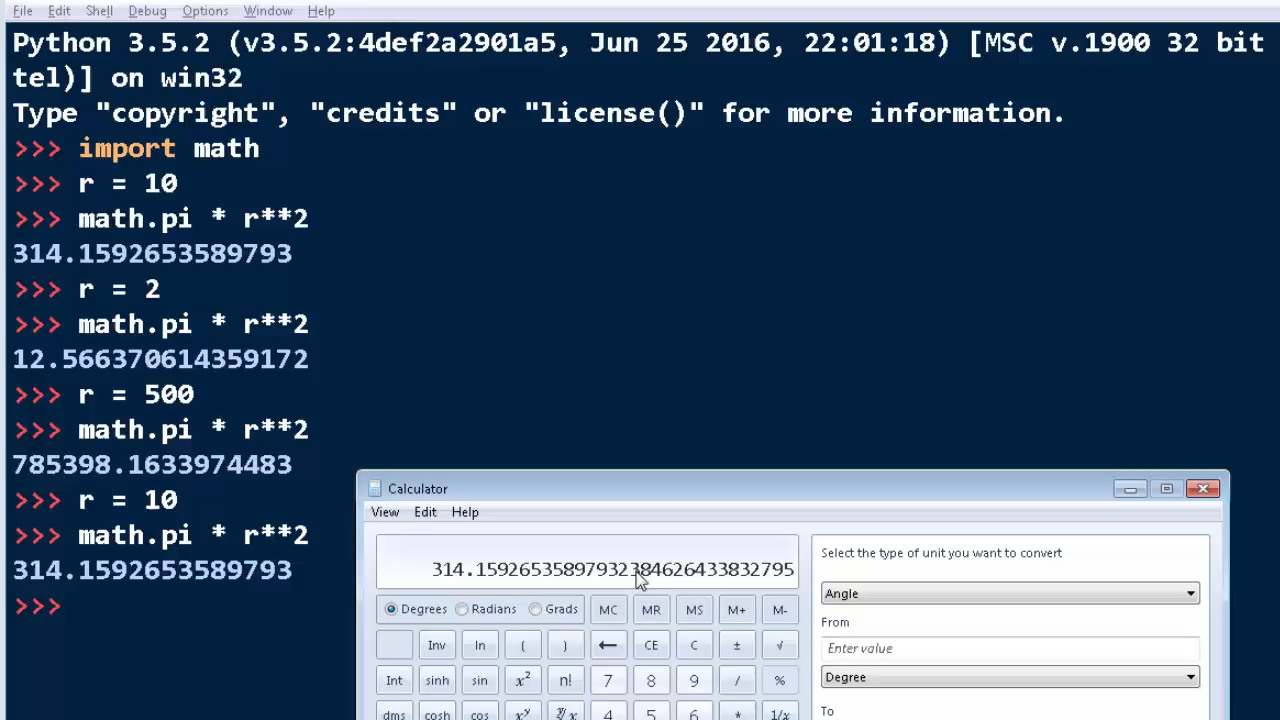 File Edit Shell Debug Options Window Help
Python 3.5.2 (v3.5.2:4def2a2901a5, Jun 25 2016, 22:01:18) [MSC v.1900 32 bit
tel)] on win32
Type "copyright", "credits" or "license()" for more information.
>>> import math
>>> r = 10
>>> math.pi * r**2
314.1592653589793
>>> r = 2
>>> math.pi * r**2
12.566370614359172
>>> r = 500
>>> math.pi * r**2
785398.1633974483
>>> r = 10
>>> math.pi * r**2
314.1592653589793
>>>
Calculator
View Edit Help
314.15926535897932384626433832795
Degrees Radians Grads MC MR MS M+ M-
Inv ln ( ) ← CE C ± √
Int sinh sin x² n! 7 8 9 / %
dms cosh cos xʸ ʸ√x 4 5 6 * 1/x
Select the type of unit you want to convert
Angle
From
Enter value
Degree
To